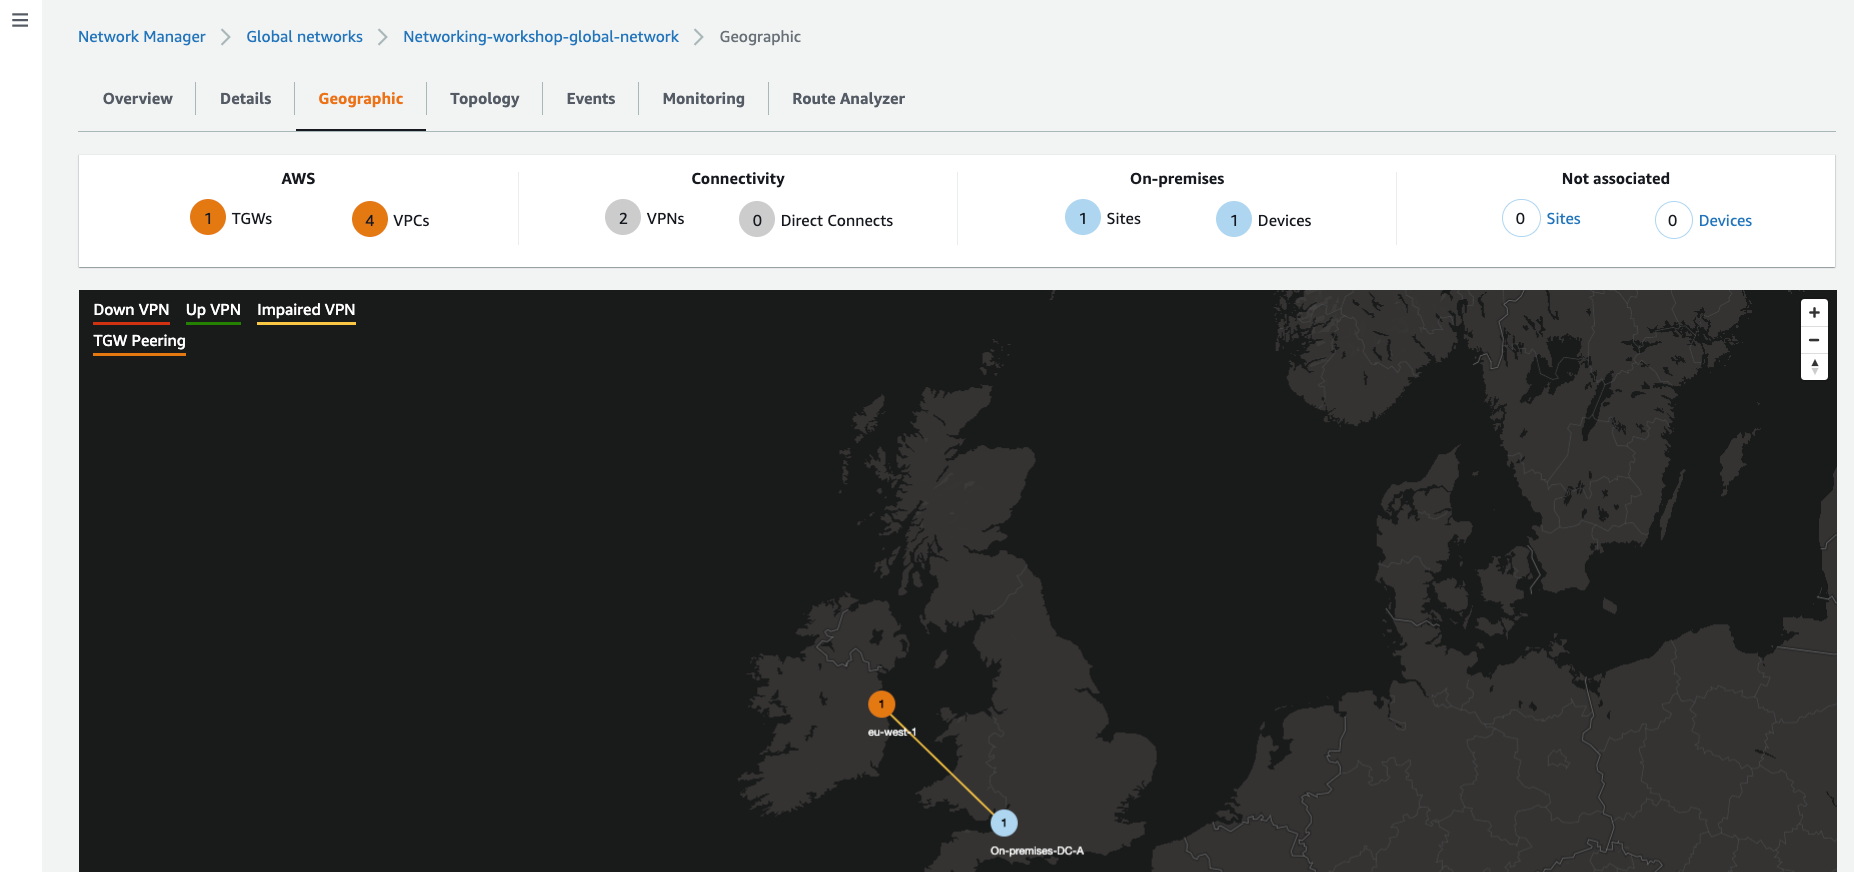 Network Manager > Global networks > Networking-workshop-global-network > Geographic
Overview Details Geographic Topology Events Monitoring Route Analyzer
AWS Connectivity On-premises Not associated
1 TGWs 4 VPCs 2 VPNs 0 Direct Connects 1 Sites 1 Devices 0 Sites 0 Devices
Down VPN Up VPN Impaired VPN
TGW Peering
1
eu-west-1
1
On-premises-DC-A